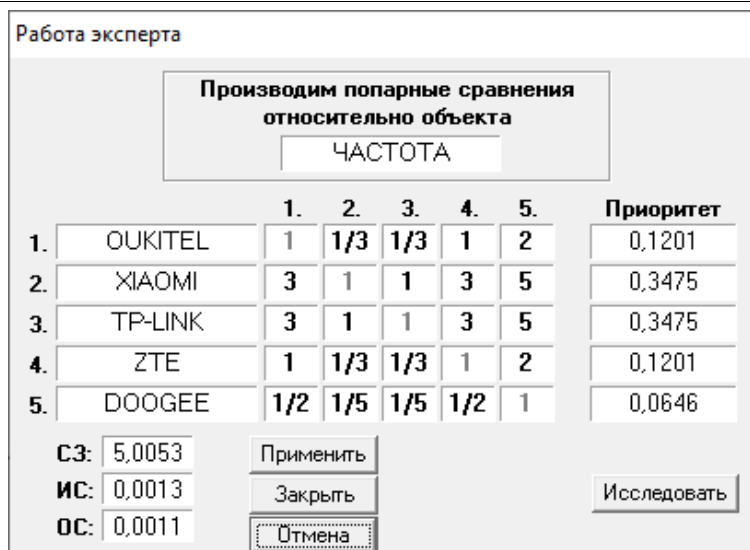 Работа эксперта
Производим попарные сравнения
относительно объекта
ЧАСТОТА
1. 2. 3. 4. 5. Приоритет
1. OUKITEL 1 1/3 1/3 1 2 0,1201
2. XIAOMI 3 1 1 3 5 0,3475
3. TP-LINK 3 1 1 3 5 0,3475
4. ZTE 1 1/3 1/3 1 2 0,1201
5. DOOGEE 1/2 1/5 1/5 1/2 1 0,0646
СЗ: 5,0053 Применить
ИС: 0,0013 Закрыть Исследовать
ОС: 0,0011 Отмена